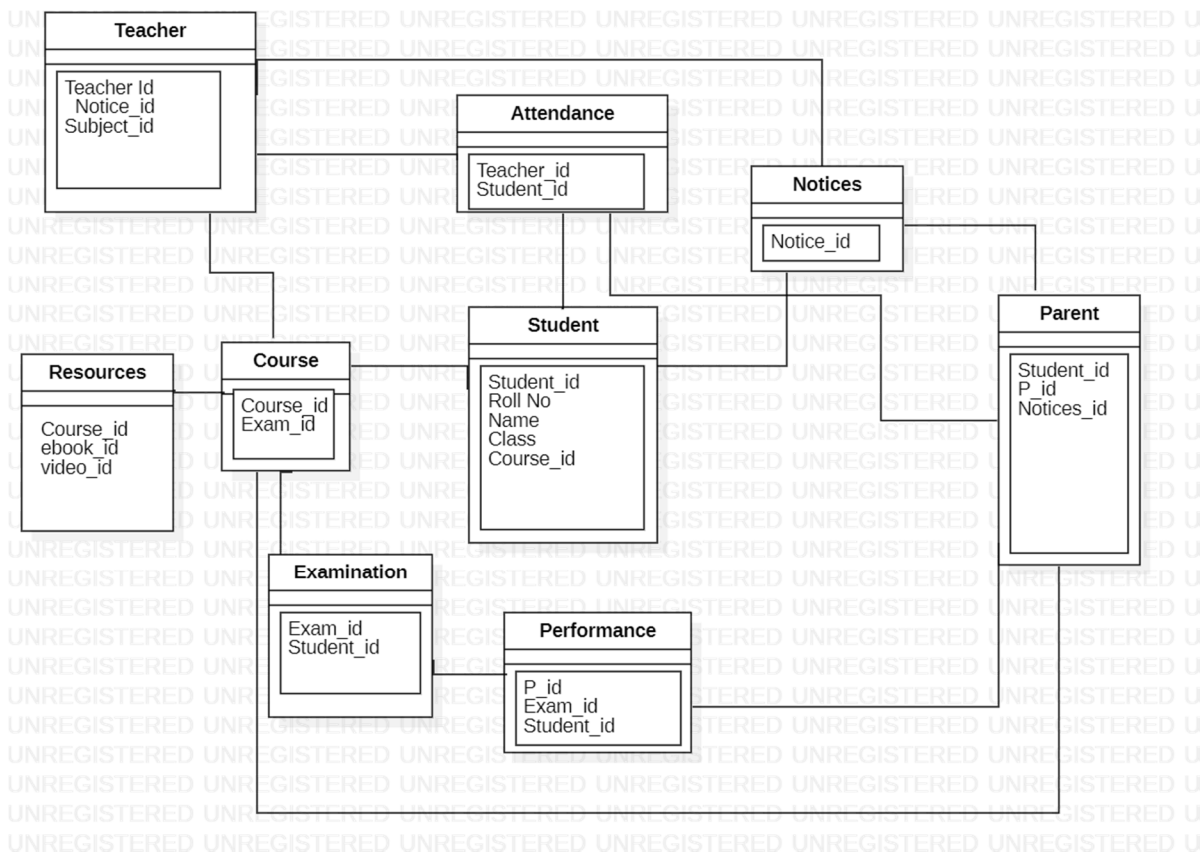 Teacher
Teacher Id
Notice_id
Subject_id
Attendance
Teacher_id
Student_id
Notices
Notice_id
Parent
Student_id
P_id
Notices_id
Student
Student_id
Roll No
Name
Class
Course_id
Course
Course_id
Exam_id
Resources
Course_id
ebook_id
video_id
Examination
Exam_id
Student_id
Performance
P_id
Exam_id
Student_id
UNREGISTERED